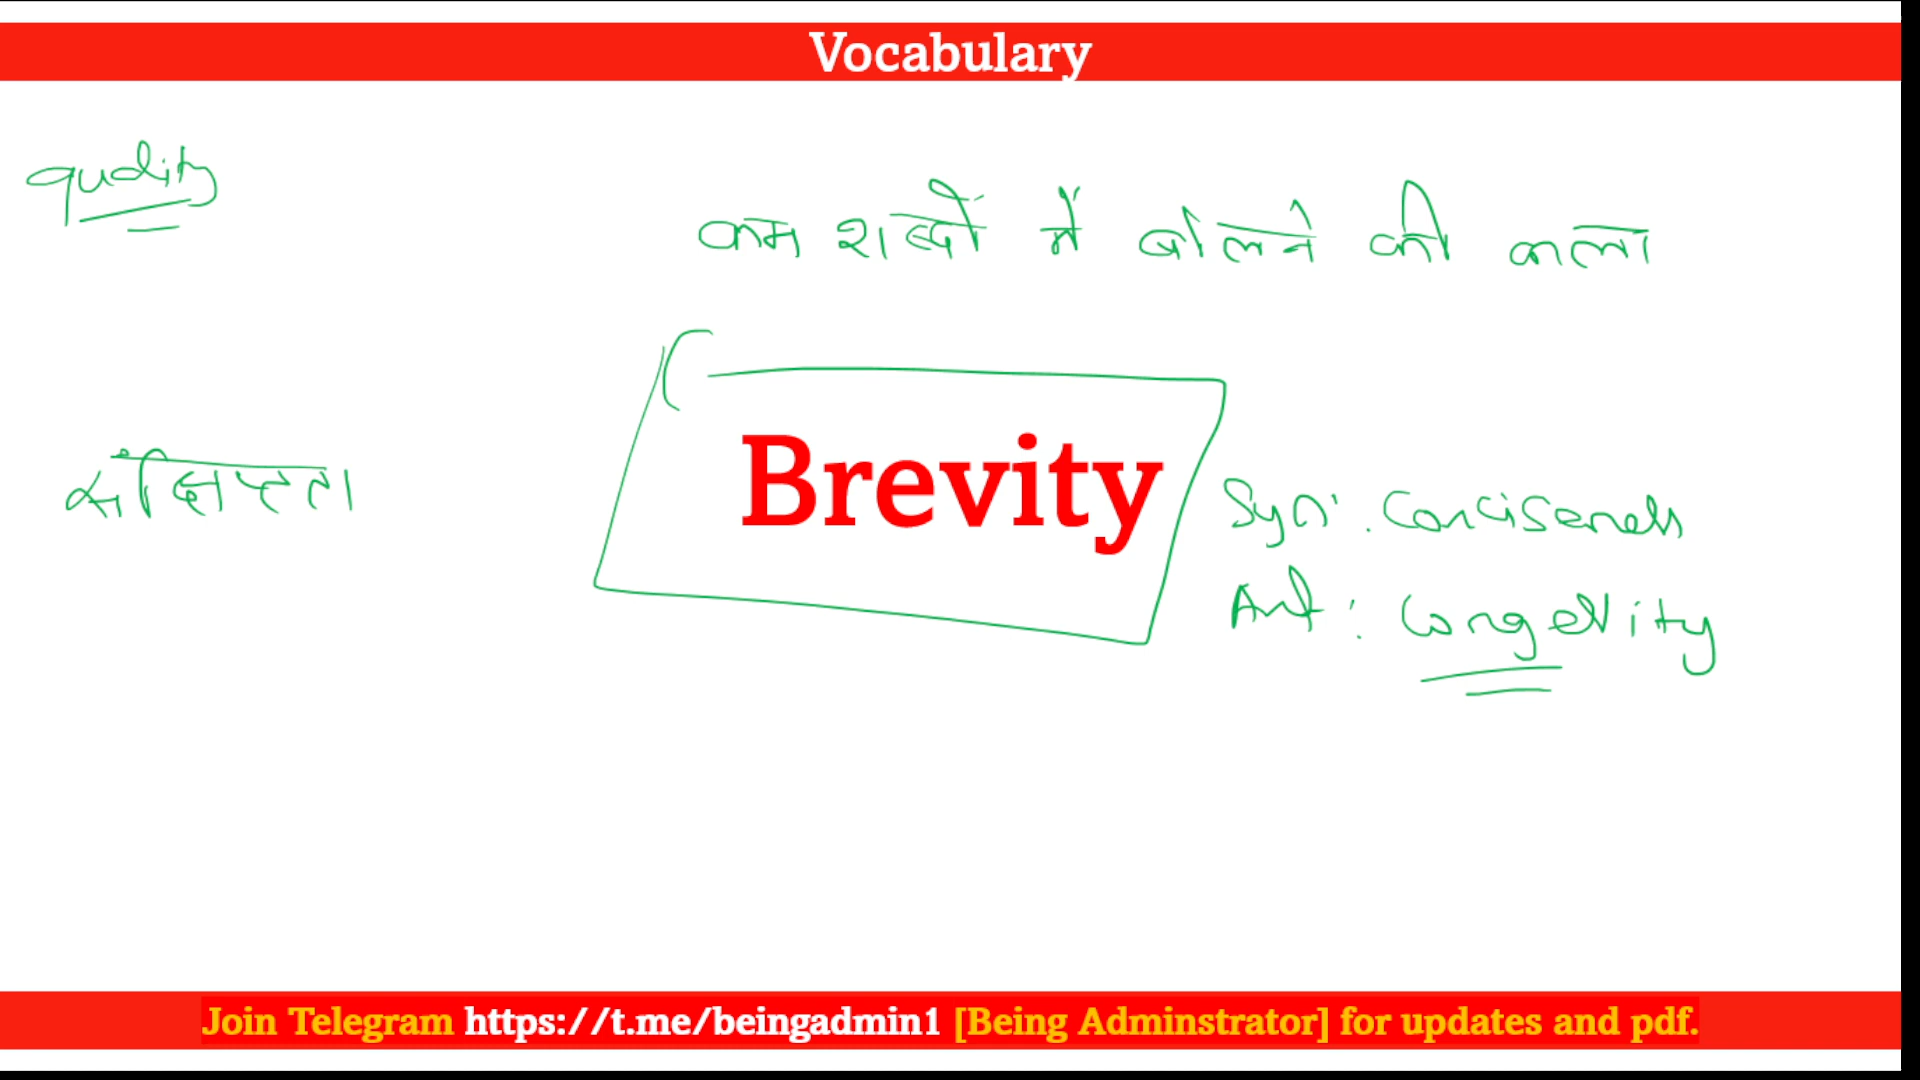 Vocabulary
quality
कम शब्दों में बोलने की कला
संक्षिप्तता
Brevity
Syn: Conciseness
Ant: Longevity
Join Telegram https://t.me/beingadmin1 [Being Adminstrator] for updates and pdf.